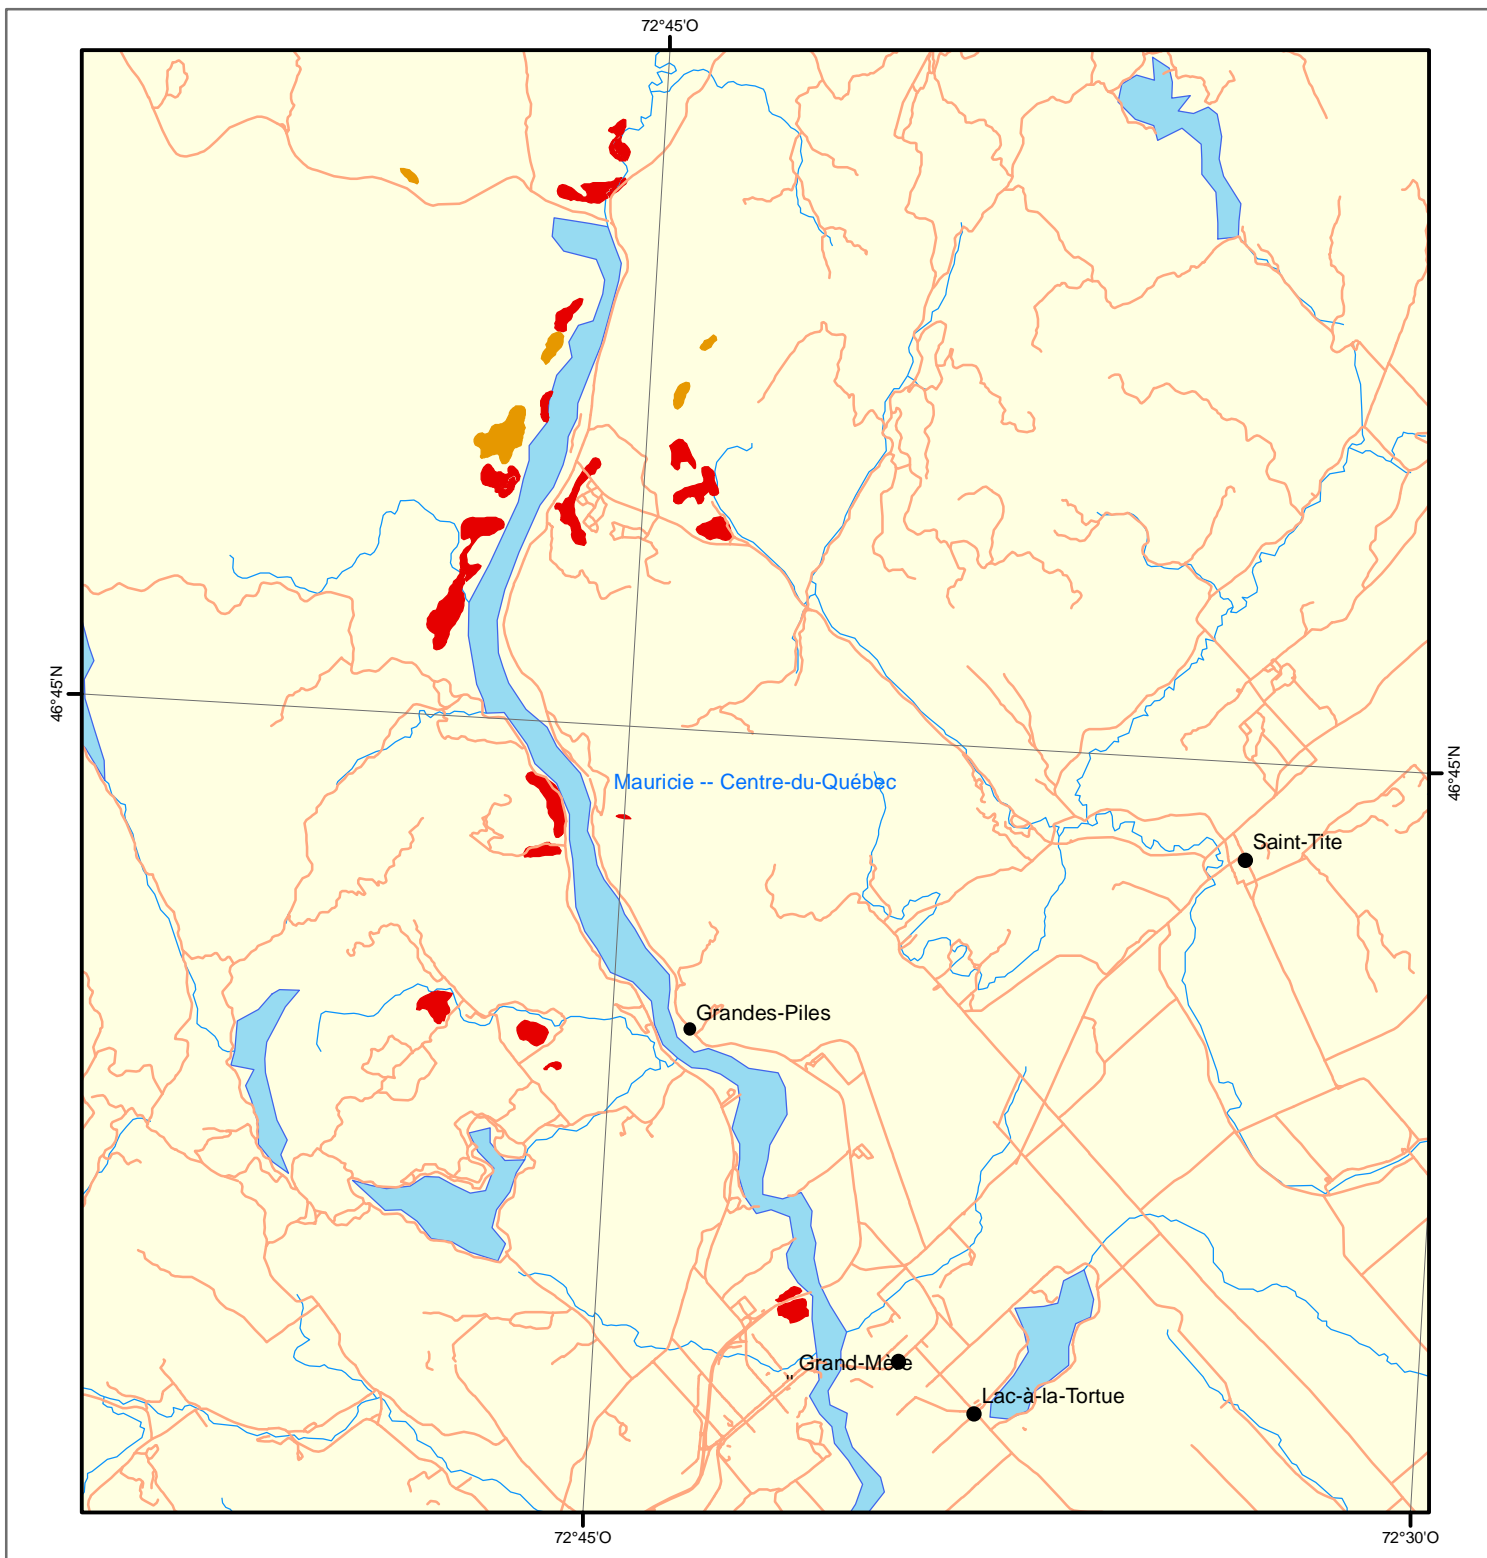 72°45'O
46°45'N
Mauricie -- Centre-du-Québec
46°45'N
Saint-Tite
Grandes-Piles
Grand-Mère
"
Lac-à-la-Tortue
72°45'O
72°30'O